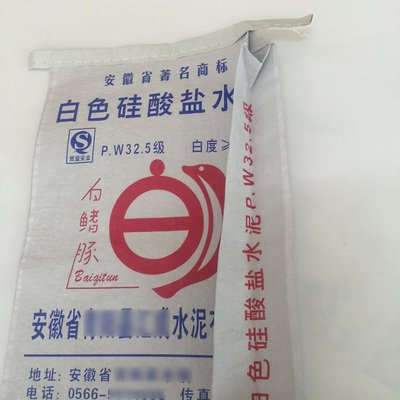 安徽省著名商标
白色硅酸盐水
质量安全
P.W32.5级
白度≥
白
鳍
豚
Baiqitun
安徽省
水泥
地址：安徽省
电话：0566-
传真
白色硅酸盐水泥P.W32.5级